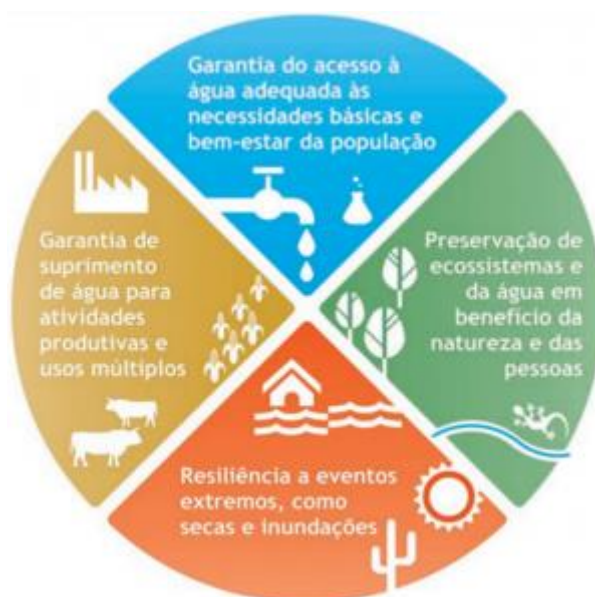 Garantia do acesso à
água adequada às
necessidades básicas e
bem-estar da população
Garantia de
suprimento
de água para
atividades
produtivas e
usos múltiplos
Preservação de
ecossistemas e
da água em
benefício da
natureza e das
pessoas
Resiliência a eventos
extremos, como
secas e inundações